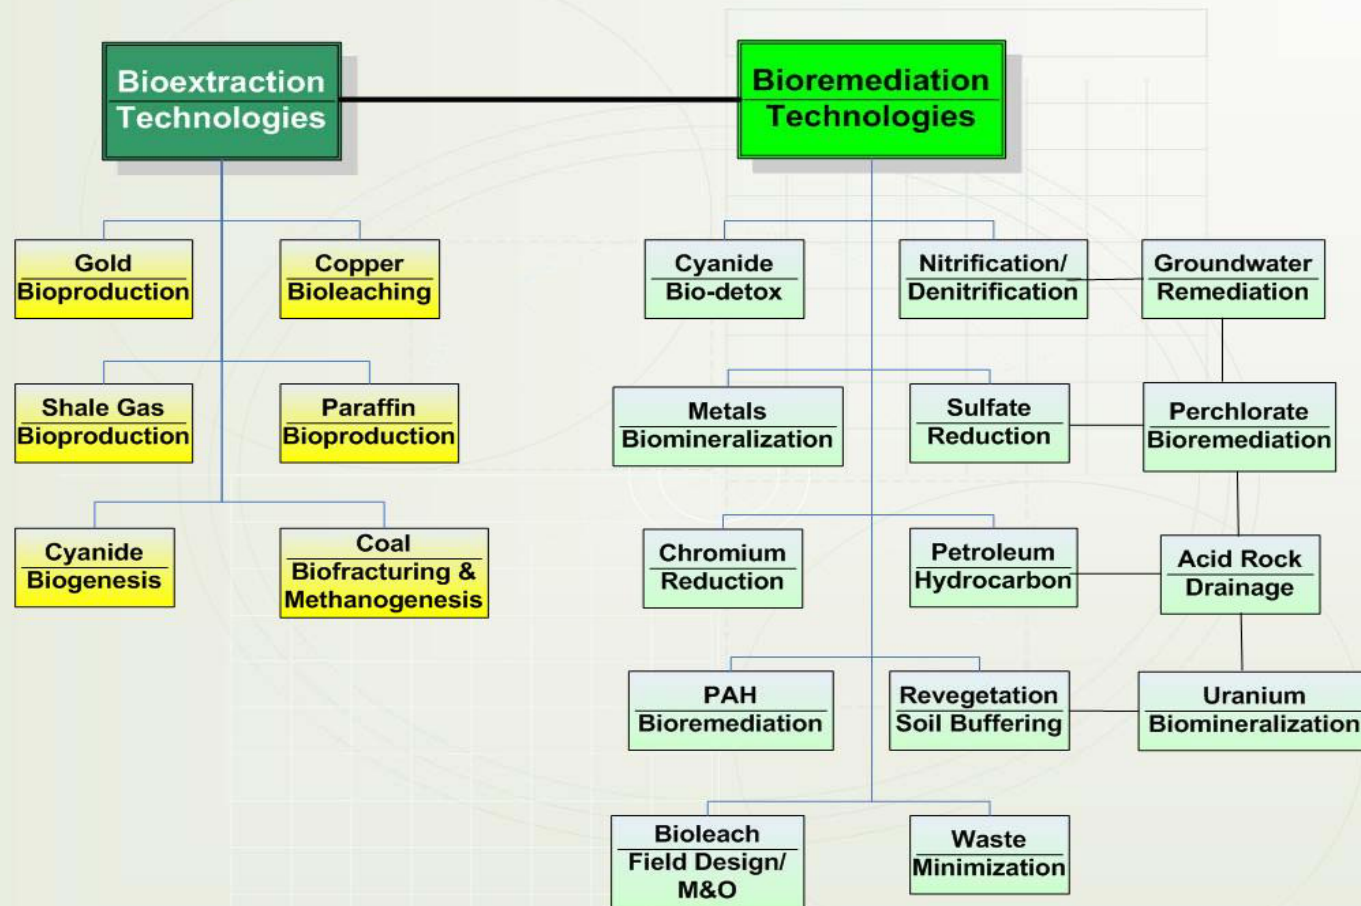 Bioextraction
Technologies
Bioremediation
Technologies
Gold
Bioproduction
Copper
Bioleaching
Shale Gas
Bioproduction
Paraffin
Bioproduction
Cyanide
Biogenesis
Coal
Biofracturing &
Methanogenesis
Cyanide
Bio-detox
Nitrification/
Denitrification
Groundwater
Remediation
Metals
Biomineralization
Sulfate
Reduction
Perchlorate
Bioremediation
Chromium
Reduction
Petroleum
Hydrocarbon
Acid Rock
Drainage
PAH
Bioremediation
Revegetation
Soil Buffering
Uranium
Biomineralization
Bioleach
Field Design/
M&O
Waste
Minimization